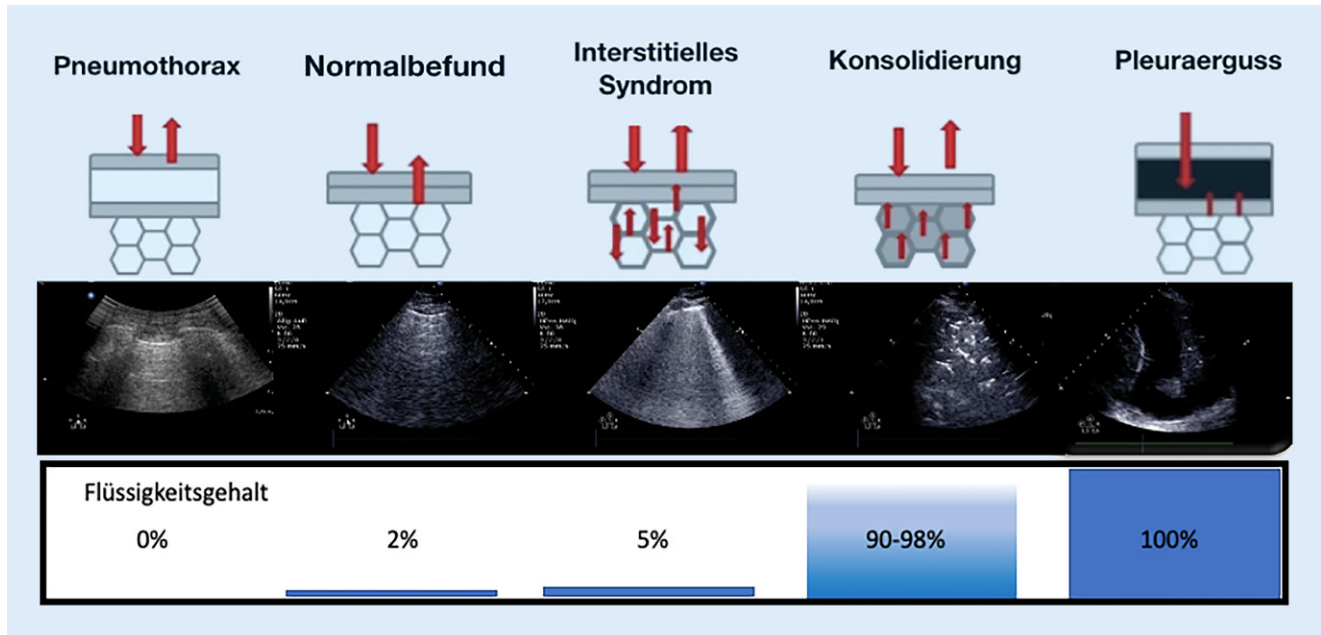 Pneumothorax
Normalbefund
Interstitielles
Syndrom
Konsolidierung
Pleuraerguss
Flüssigkeitsgehalt
0%
2%
5%
90-98%
100%